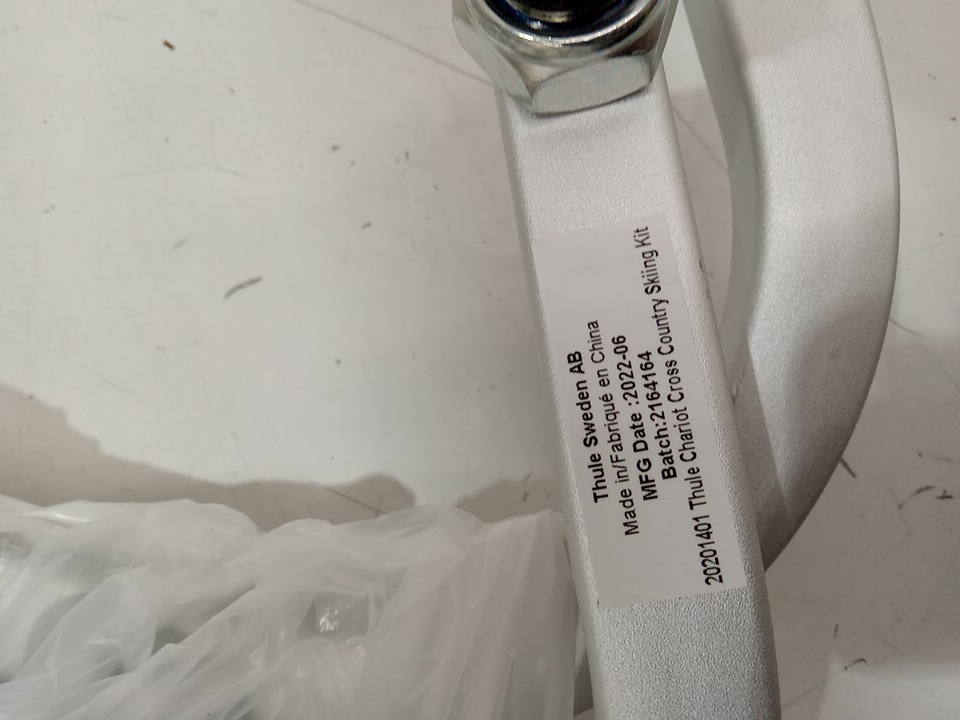 Thule Sweden AB
Made in/Fabriqué en China
MFG Date :2022-06
Batch:2164164
20201401 Thule Chariot Cross Country Skiing Kit